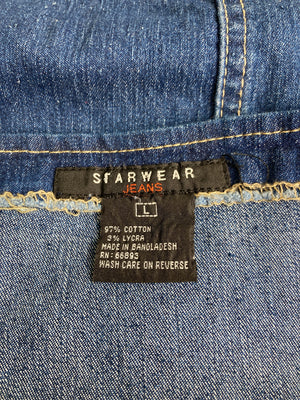 STARWEAR
JEANS
L
97% COTTON
3% LYCRA
MADE IN BANGLADESH
RN: 66893
WASH CARE ON REVERSE